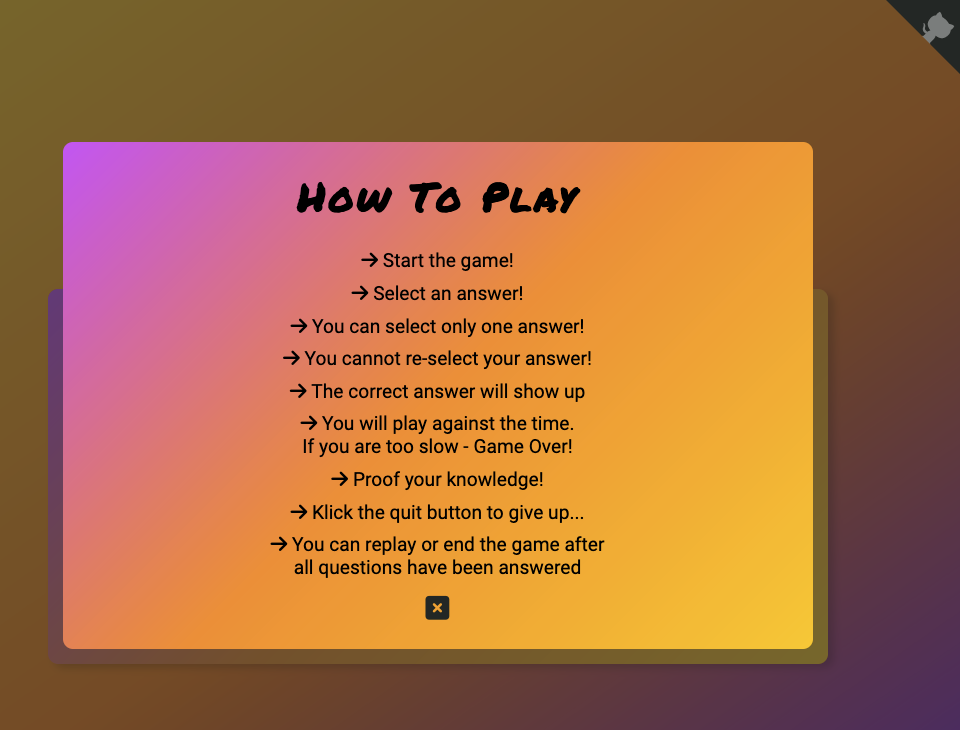 How To Play
→ Start the game!
→ Select an answer!
→ You can select only one answer!
→ You cannot re-select your answer!
→ The correct answer will show up
→ You will play against the time.
If you are too slow - Game Over!
→ Proof your knowledge!
→ Klick the quit button to give up...
→ You can replay or end the game after
all questions have been answered